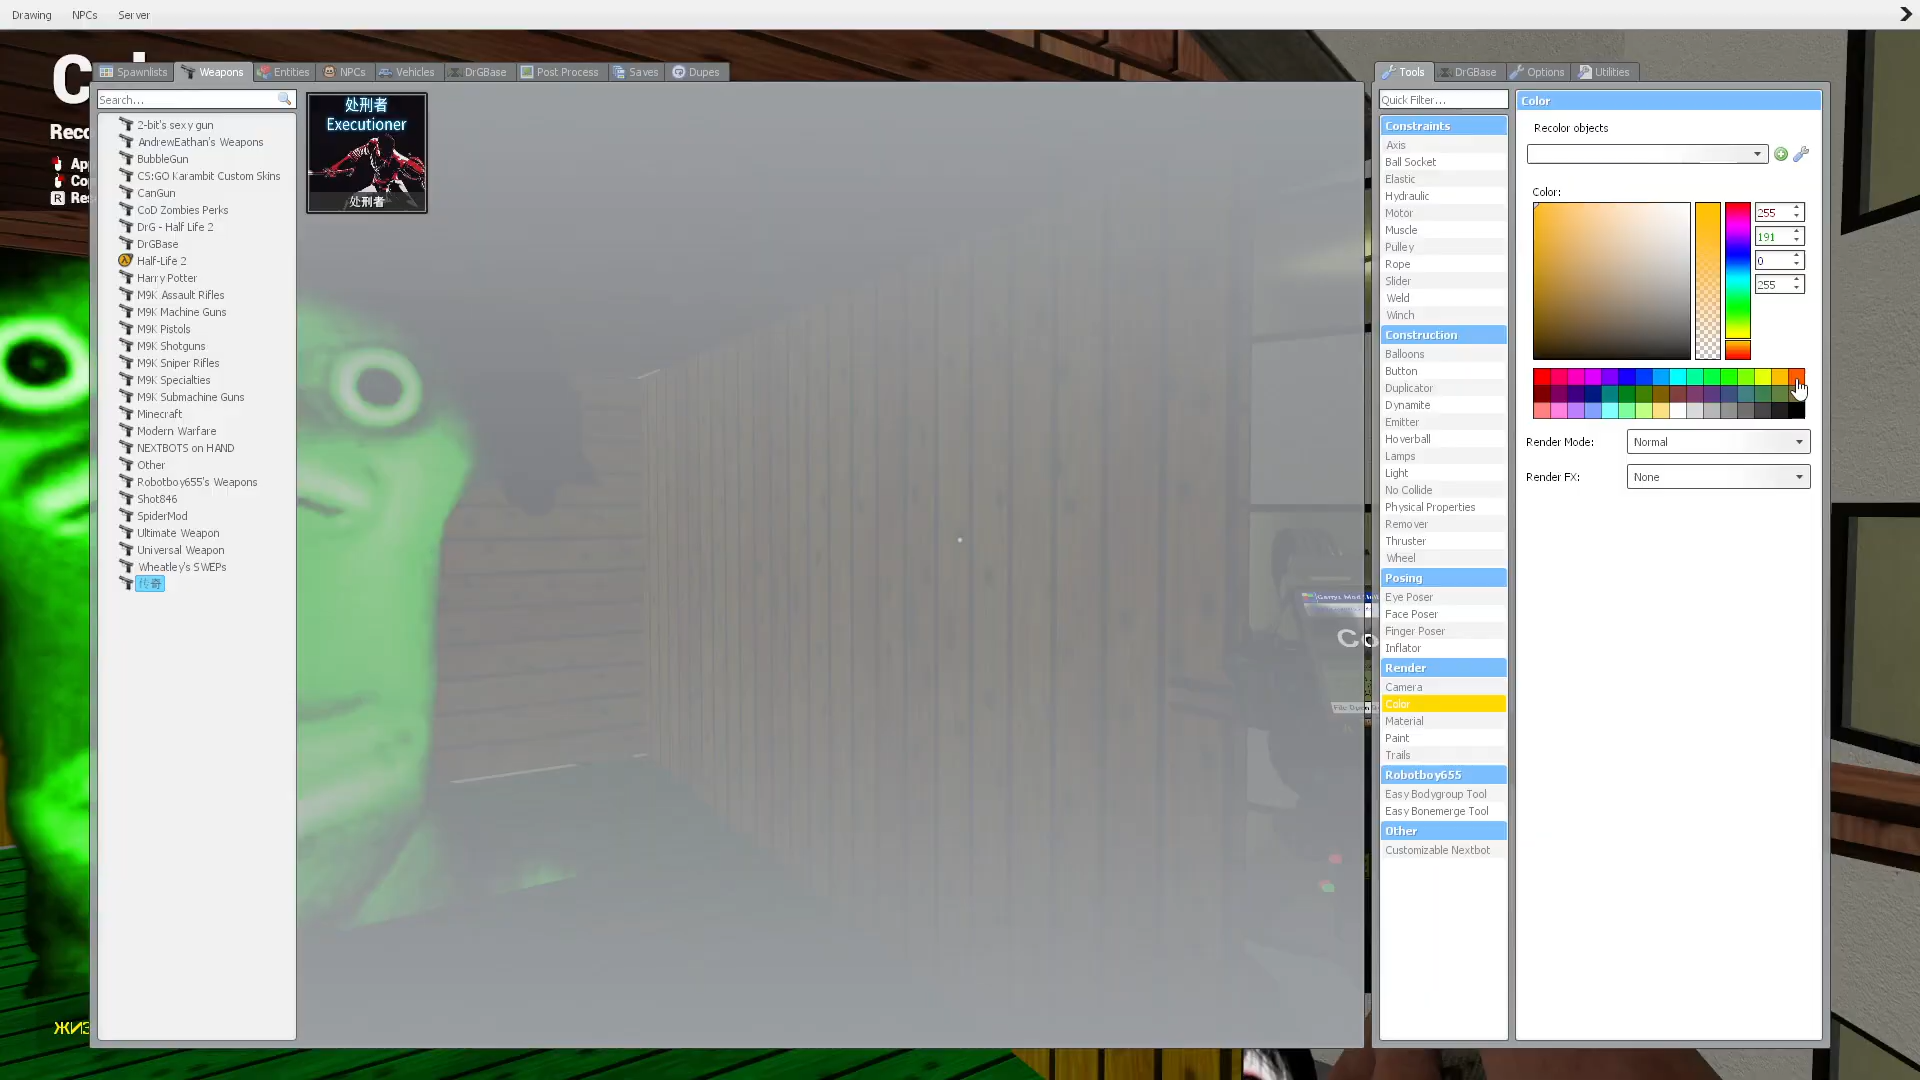 Drawing NPCs Server
Spawnlists Weapons Entities NPCs Vehicles DrGBase Post Process Saves Dupes
Tools DrGBase Options Utilities
Search...
2-bit's sexy gun
AndrewEathan's Weapons
BubbleGun
CS:GO Karambit Custom Skins
CanGun
CoD Zombies Perks
DrG - Half Life 2
DrGBase
Half-Life 2
Harry Potter
M9K Assault Rifles
M9K Machine Guns
M9K Pistols
M9K Shotguns
M9K Sniper Rifles
M9K Specialties
M9K Submachine Guns
Minecraft
Modern Warfare
NEXTBOTS on HAND
Other
Robotboy655's Weapons
Shot846
SpiderMod
Ultimate Weapon
Universal Weapon
Wheatley's SWEPs
传奇
处刑者
Executioner
处刑者
Quick Filter...
Constraints
Axis
Ball Socket
Elastic
Hydraulic
Motor
Muscle
Pulley
Rope
Slider
Weld
Winch
Construction
Balloons
Button
Duplicator
Dynamite
Emitter
Hoverball
Lamps
Light
No Collide
Physical Properties
Remover
Thruster
Wheel
Posing
Eye Poser
Face Poser
Finger Poser
Inflator
Render
Camera
Color
Material
Paint
Trails
Robotboy655
Easy Bodygroup Tool
Easy Bonemerge Tool
Other
Customizable Nextbot
Color
Recolor objects
Color:
255
191
0
255
Render Mode: Normal
Render FX: None
Reco
R Res
Co
ЖИЗ